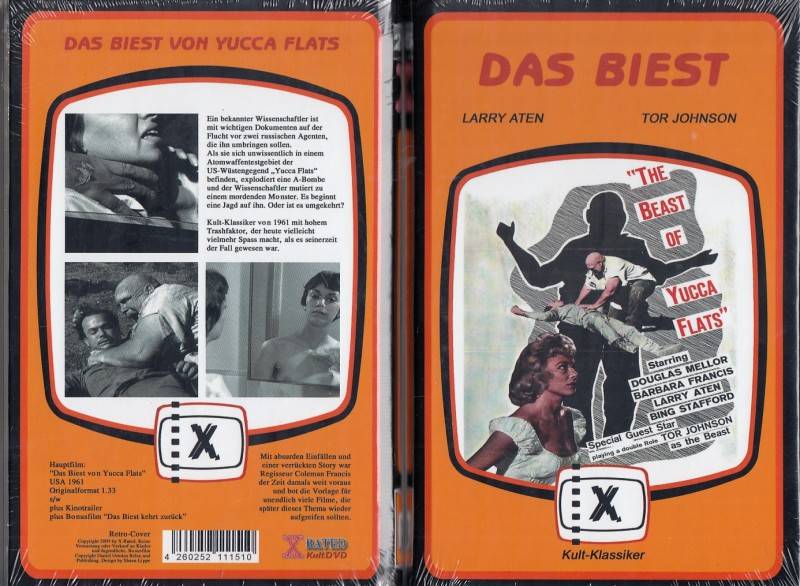 DAS BIEST VON YUCCA FLATS
Ein bekannter Wissenschaftler ist
mit wichtigen Dokumenten auf der
Flucht vor zwei russischen Agenten,
die ihn umbringen sollen.
Als sie sich unwissentlich in einem
Atomwaffentestgebiet der
US-Wüstengegend „Yucca Flats"
befinden, explodiert eine A-Bombe
und der Wissenschaftler mutiert zu
einem mordenden Monster. Es beginnt
eine Jagd auf ihn. Oder ist es umgekehrt?
Kult-Klassiker von 1961 mit hohem
Trashfaktor, der heute vielleicht
vielmehr Spass macht, als es seinerzeit
der Fall gewesen war.
X
Hauptfilm:
"Das Biest von Yucca Flats"
USA 1961
Originalformat 1.33
s/w
plus Kinotrailer
plus Bonusfilm "Das Biest kehrt zurück"
Mit absurden Einfällen und
einer verrückten Story war
Regisseur Coleman Francis
der Zeit damals weit voraus
und bot die Vorlage für
unendlich viele Filme, die
später dieses Thema wieder
aufgreifen sollten.
Retro-Cover
4 260252 111510
X RATED
KultDVD
DAS BIEST
LARRY ATEN
TOR JOHNSON
"THE
BEAST
OF
YUCCA
FLATS"
Starring
DOUGLAS MELLOR
BARBARA FRANCIS
LARRY ATEN
BING STAFFORD
Special Guest Star
playing a double Role TOR JOHNSON
as the Beast
X
Kult-Klassiker